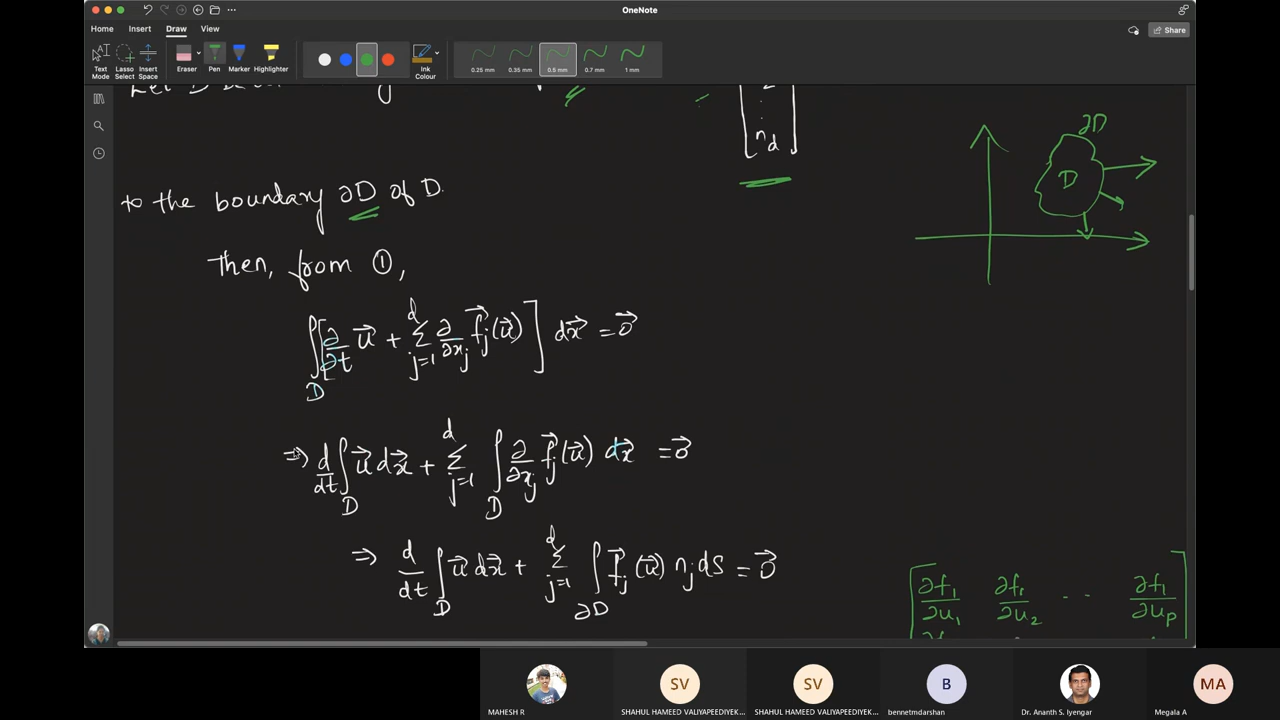 OneNote
Home Insert Draw View
Share
Text Mode Lasso Select Insert Space Eraser Pen Marker Highlighter Ink Colour 0.25 mm 0.35 mm 0.5 mm 0.7 mm 1 mm
Let D
n_d
∂D
D
to the boundary ∂D of D.
Then, from ①,
∫_D [∂/∂t u⃗ + Σ_{j=1}^d ∂/∂x_j f⃗_j(u⃗)] dx⃗ = 0⃗
⇒ d/dt ∫_D u⃗ dx⃗ + Σ_{j=1}^d ∫_D ∂/∂x_j f⃗_j(u⃗) dx⃗ = 0⃗
⇒ d/dt ∫_D u⃗ dx⃗ + Σ_{j=1}^d ∫_{∂D} f⃗_j(u⃗) n_j dS = 0⃗
∂f_1/∂u_1 ∂f_1/∂u_2 . . ∂f_1/∂u_p
SV SV B MA
MAHESH R SHAHUL HAMEED VALIYAPEEDIYEK... SHAHUL HAMEED VALIYAPEEDIYEK... bennetmdarshan Dr. Ananth S. Iyengar Megala A